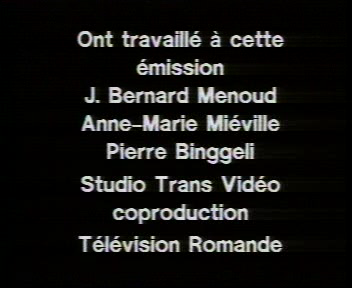 Ont travaillé à cette
émission
J. Bernard Menoud
Anne-Marie Miéville
Pierre Binggeli
Studio Trans Vidéo
coproduction
Télévision Romande